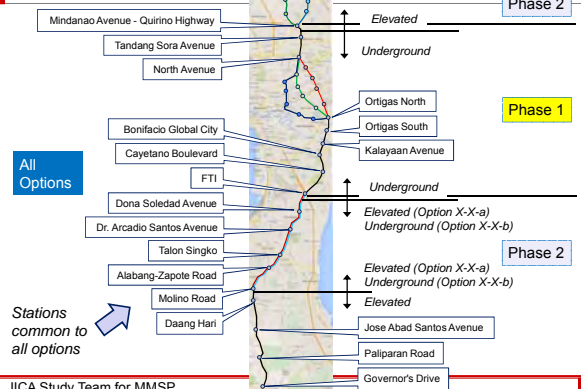 Phase 2
Mindanao Avenue - Quirino Highway
Elevated
Tandang Sora Avenue
Underground
North Avenue
Ortigas North
Phase 1
Ortigas South
Bonifacio Global City
Kalayaan Avenue
Cayetano Boulevard
All
Options
FTI
Underground
Dona Soledad Avenue
Elevated (Option X-X-a)
Underground (Option X-X-b)
Dr. Arcadio Santos Avenue
Talon Singko
Phase 2
Elevated (Option X-X-a)
Underground (Option X-X-b)
Alabang-Zapote Road
Molino Road
Elevated
Stations
common to
all options
Daang Hari
Jose Abad Santos Avenue
Paliparan Road
Governor's Drive
JICA Study Team for MMSP